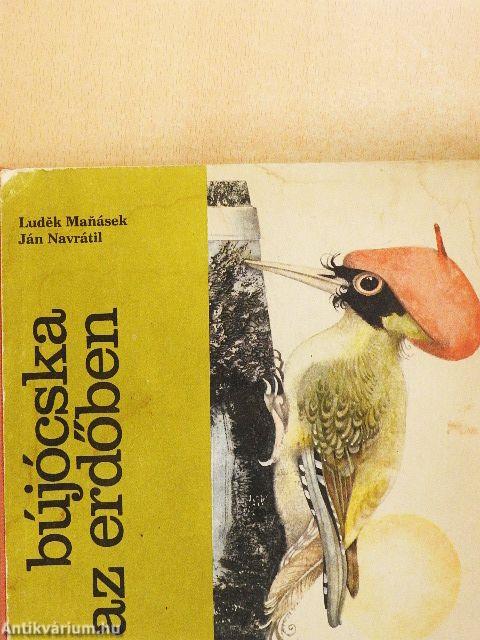 Luděk Maňásek
Ján Navrátil
bújócska
az erdőben
Antikvárium.hu